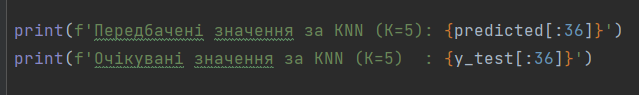 print(f'Передбачені значення за KNN (K=5): {predicted[:36]}')
print(f'Очікувані значення за KNN (K=5)  : {y_test[:36]}')